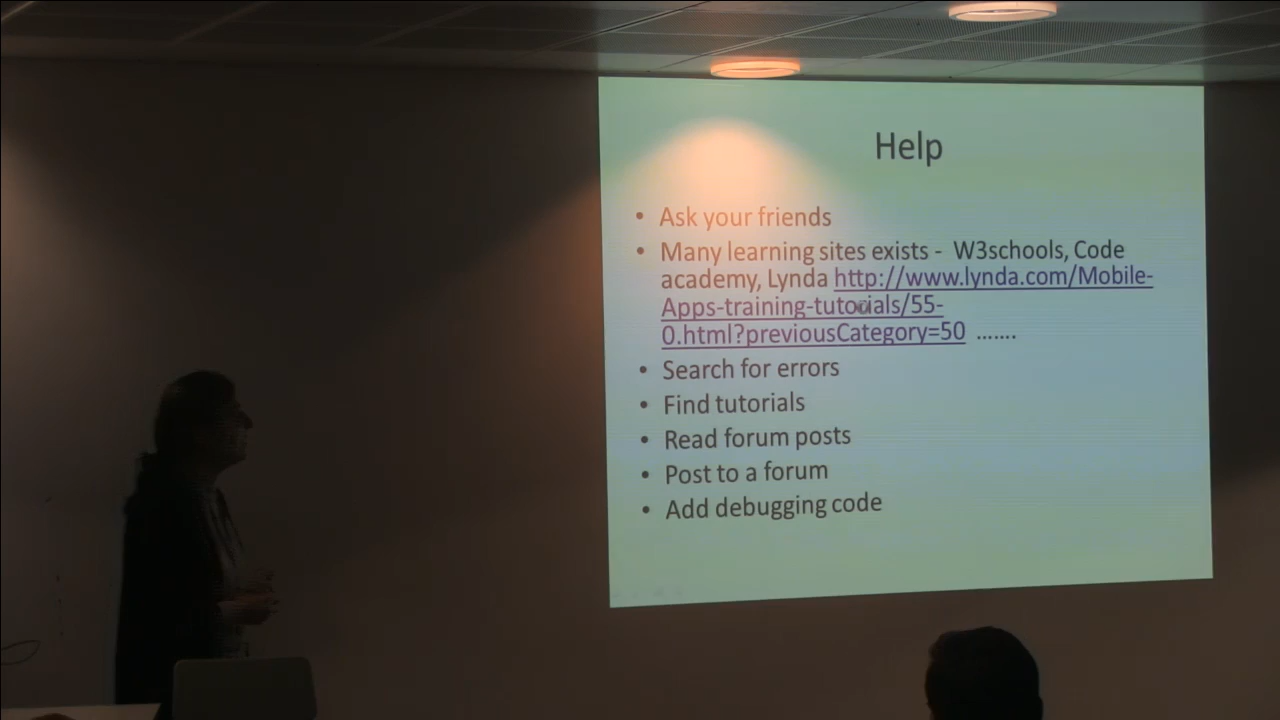 Help
• Ask your friends
• Many learning sites exists - W3schools, Code
academy, Lynda http://www.lynda.com/Mobile-
Apps-training-tutorials/55-
0.html?previousCategory=50 .......
• Search for errors
• Find tutorials
• Read forum posts
• Post to a forum
• Add debugging code